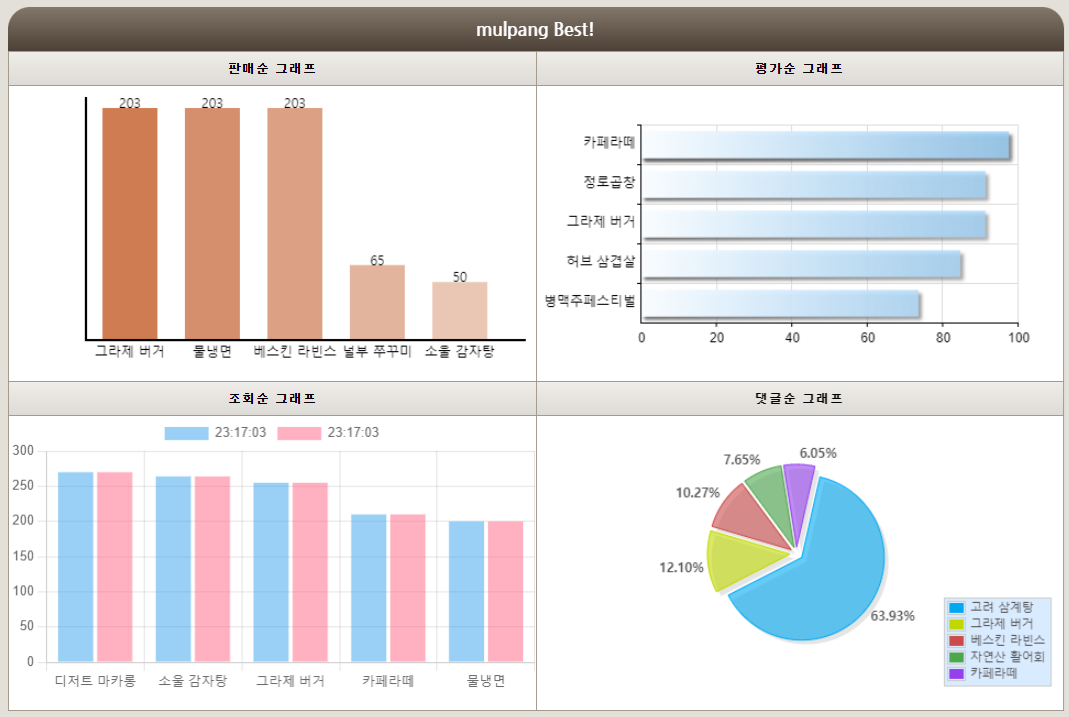 mulpang Best!
판매순 그래프
203 203 203 65 50
그라제 버거 물냉면 베스킨 라빈스 널부 쭈꾸미 소울 감자탕
평가순 그래프
카페라떼
정로곱창
그라제 버거
허브 삼겹살
병맥주페스티벌
0 20 40 60 80 100
조회순 그래프
23:17:03 23:17:03
300
250
200
150
100
50
0
디저트 마카롱 소울 감자탕 그라제 버거 카페라떼 물냉면
댓글순 그래프
6.05%
7.65%
10.27%
12.10%
63.93%
고려 삼계탕
그라제 버거
베스킨 라빈스
자연산 활어회
카페라떼